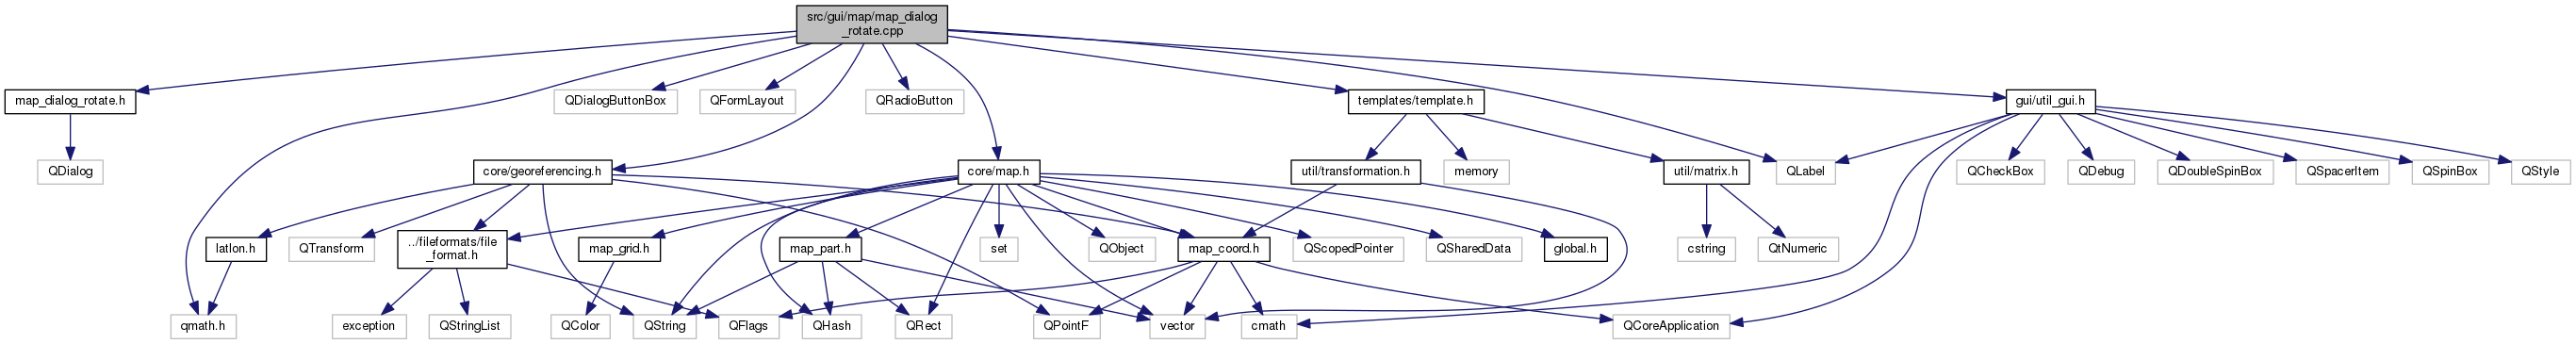 src/gui/map/map_dialog
_rotate.cpp
map_dialog_rotate.h
QDialogButtonBox
QFormLayout
QRadioButton
templates/template.h
gui/util_gui.h
QDialog
core/georeferencing.h
core/map.h
util/transformation.h
memory
util/matrix.h
QLabel
QCheckBox
QDebug
QDoubleSpinBox
QSpacerItem
QSpinBox
QStyle
latlon.h
QTransform
../fileformats/file
_format.h
map_grid.h
map_part.h
set
QObject
map_coord.h
QScopedPointer
QSharedData
global.h
cstring
QtNumeric
qmath.h
exception
QStringList
QColor
QString
QFlags
QHash
QRect
QPointF
vector
cmath
QCoreApplication